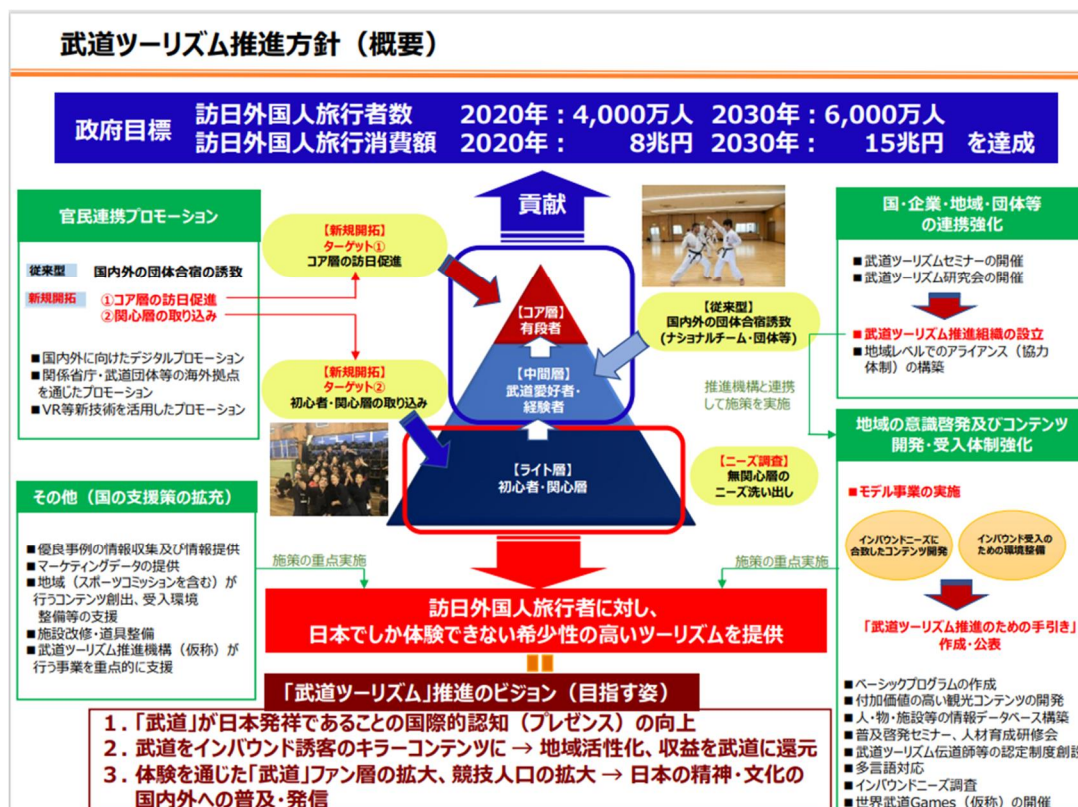 武道ツーリズム推進方針（概要）
政府目標
訪日外国人旅行者数 2020年：4,000万人 2030年：6,000万人
訪日外国人旅行消費額 2020年： 8兆円 2030年： 15兆円 を達成
貢献
官民連携プロモーション
従来型 国内外の団体合宿の誘致
新規開拓 ①コア層の訪日促進
②関心層の取り込み
■国内外に向けたデジタルプロモーション
■関係省庁・武道団体等の海外拠点
を通じたプロモーション
■VR等新技術を活用したプロモーション
【新規開拓】
ターゲット①
コア層の訪日促進
【新規開拓】
ターゲット②
初心者・関心層の取り込み
【コア層】
有段者
【中間層】
武道愛好者・
経験者
【ライト層】
初心者・関心層
【従来型】
国内外の団体合宿誘致
(ナショナルチーム・団体等)
推進機構と連携
して施策を実施
【ニーズ調査】
無関心層の
ニーズ洗い出し
国・企業・地域・団体等
の連携強化
■武道ツーリズムセミナーの開催
■武道ツーリズム研究会の開催
■武道ツーリズム推進組織の設立
■地域レベルでのアライアンス（協力
体制）の構築
地域の意識啓発及びコンテンツ
開発・受入体制強化
■モデル事業の実施
インバウンドニーズに
合致したコンテンツ開発
インバウンド受入の
ための環境整備
「武道ツーリズム推進のための手引き」
作成・公表
■ベーシックプログラムの作成
■付加価値の高い観光コンテンツの開発
■人・物・施設等の情報データベース構築
■普及啓発セミナー、人材育成研修会
■武道ツーリズム伝道師等の認定制度創設
■多言語対応
■インバウンドニーズ調査
■世界武道Games（仮称）の開催
その他（国の支援策の拡充）
■優良事例の情報収集及び情報提供
■マーケティングデータの提供
■地域（スポーツコミッションを含む）が
行うコンテンツ創出、受入環境
整備等の支援
■施設改修・道具整備
■武道ツーリズム推進機構（仮称）が
行う事業を重点的に支援
施策の重点実施
施策の重点実施
訪日外国人旅行者に対し、
日本でしか体験できない希少性の高いツーリズムを提供
「武道ツーリズム」推進のビジョン（目指す姿）
1．「武道」が日本発祥であることの国際的認知（プレゼンス）の向上
2．武道をインバウンド誘客のキラーコンテンツに → 地域活性化、収益を武道に還元
3．体験を通じた「武道」ファン層の拡大、競技人口の拡大 → 日本の精神・文化の
国内外への普及・発信